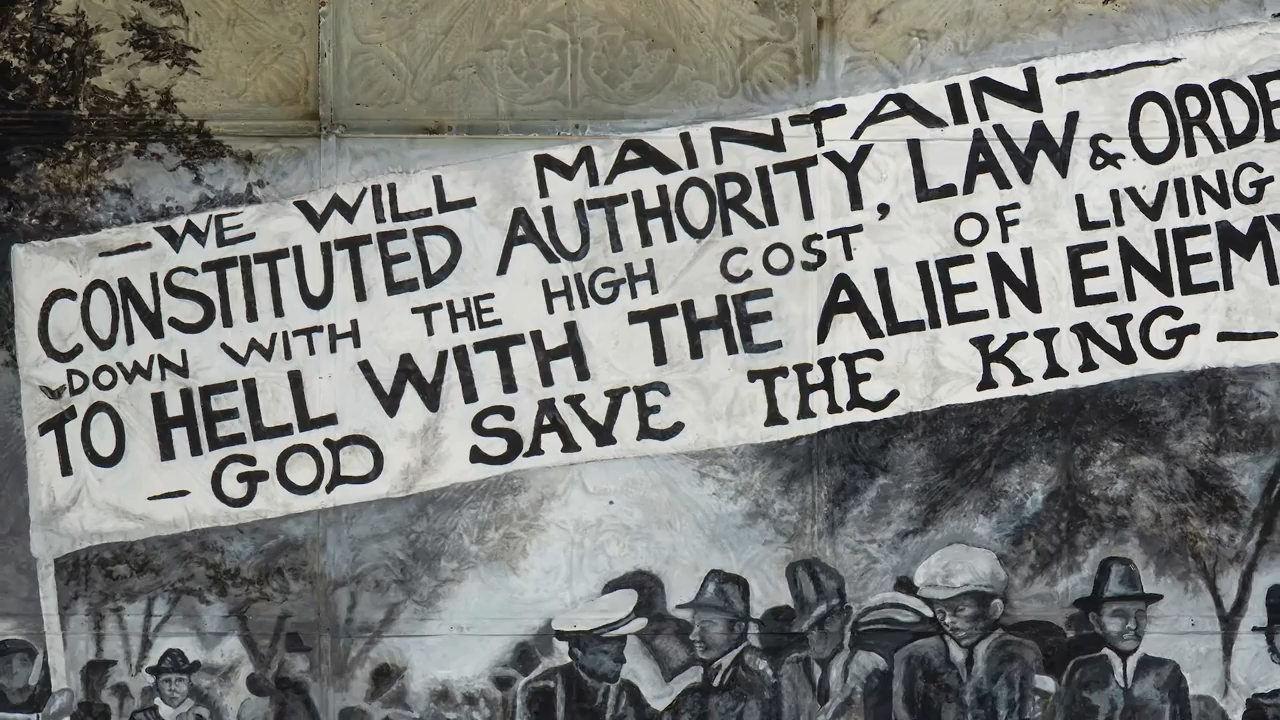 — WE WILL MAINTAIN —
CONSTITUTED AUTHORITY, LAW & ORDE
DOWN WITH THE HIGH COST OF LIVING
TO HELL WITH THE ALIEN ENEMY
— GOD SAVE THE KING —